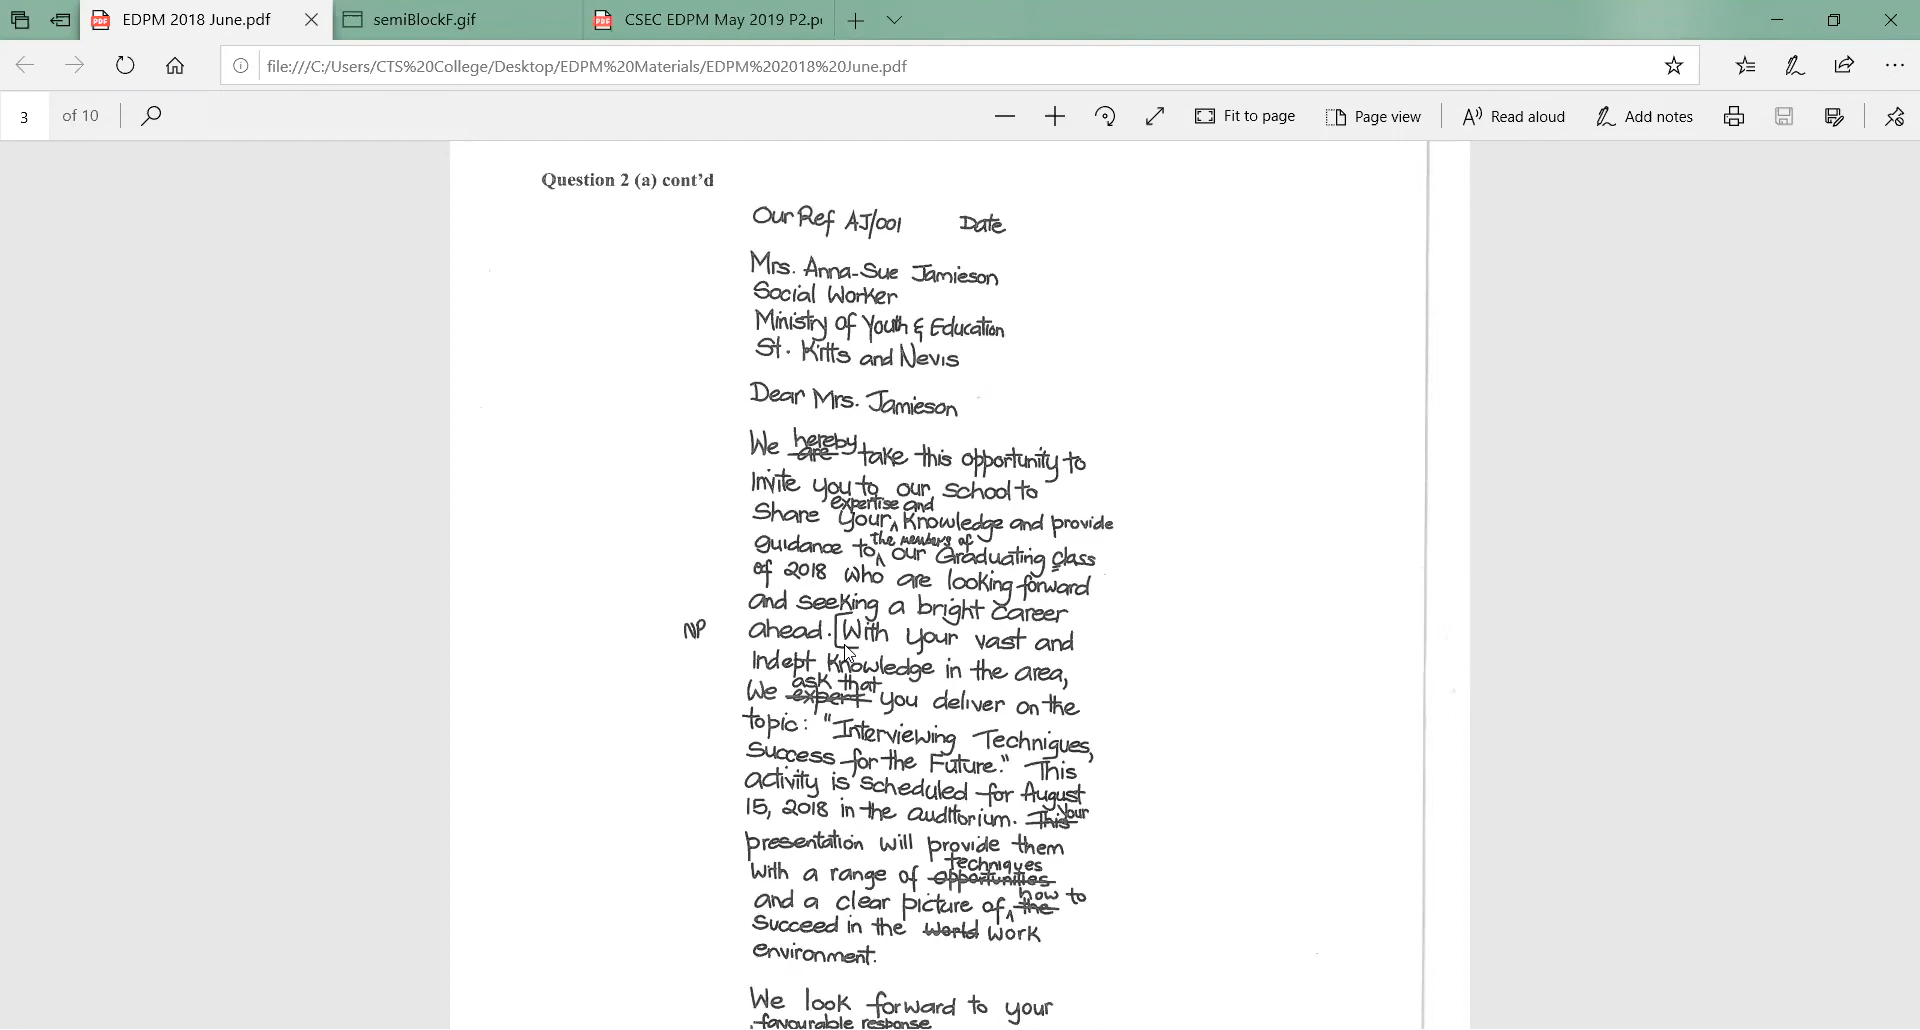 EDPM 2018 June.pdf semiBlockF.gif CSEC EDPM May 2019 P2.p
file:///C:/Users/CTS%20College/Desktop/EDPM%20Materials/EDPM%202018%20June.pdf
3 of 10 Fit to page Page view Read aloud Add notes
Question 2 (a) cont'd
Our Ref AJ/001 Date
Mrs. Anna-Sue Jamieson
Social Worker
Ministry of Youth & Education
St. Kitts and Nevis
Dear Mrs. Jamieson
hereby
We are take this opportunity to
Invite you to our school to
expertise and
Share your ʌ Knowledge and provide
the members of
guidance to ʌ our Graduating class
of 2018 who are looking forward
and seeking a bright career
NP ahead. [With your vast and
Indept Knowledge in the area,
ask that
We expert you deliver on the
topic: "Interviewing Techniques,
Success for the Future." This
activity is scheduled for August
15, 2018 in the auditorium. This your
presentation will provide them
techniques
with a range of opportunities
how
and a clear picture of ʌ the to
Succeed in the world work
environment.
We look forward to your
favourable response